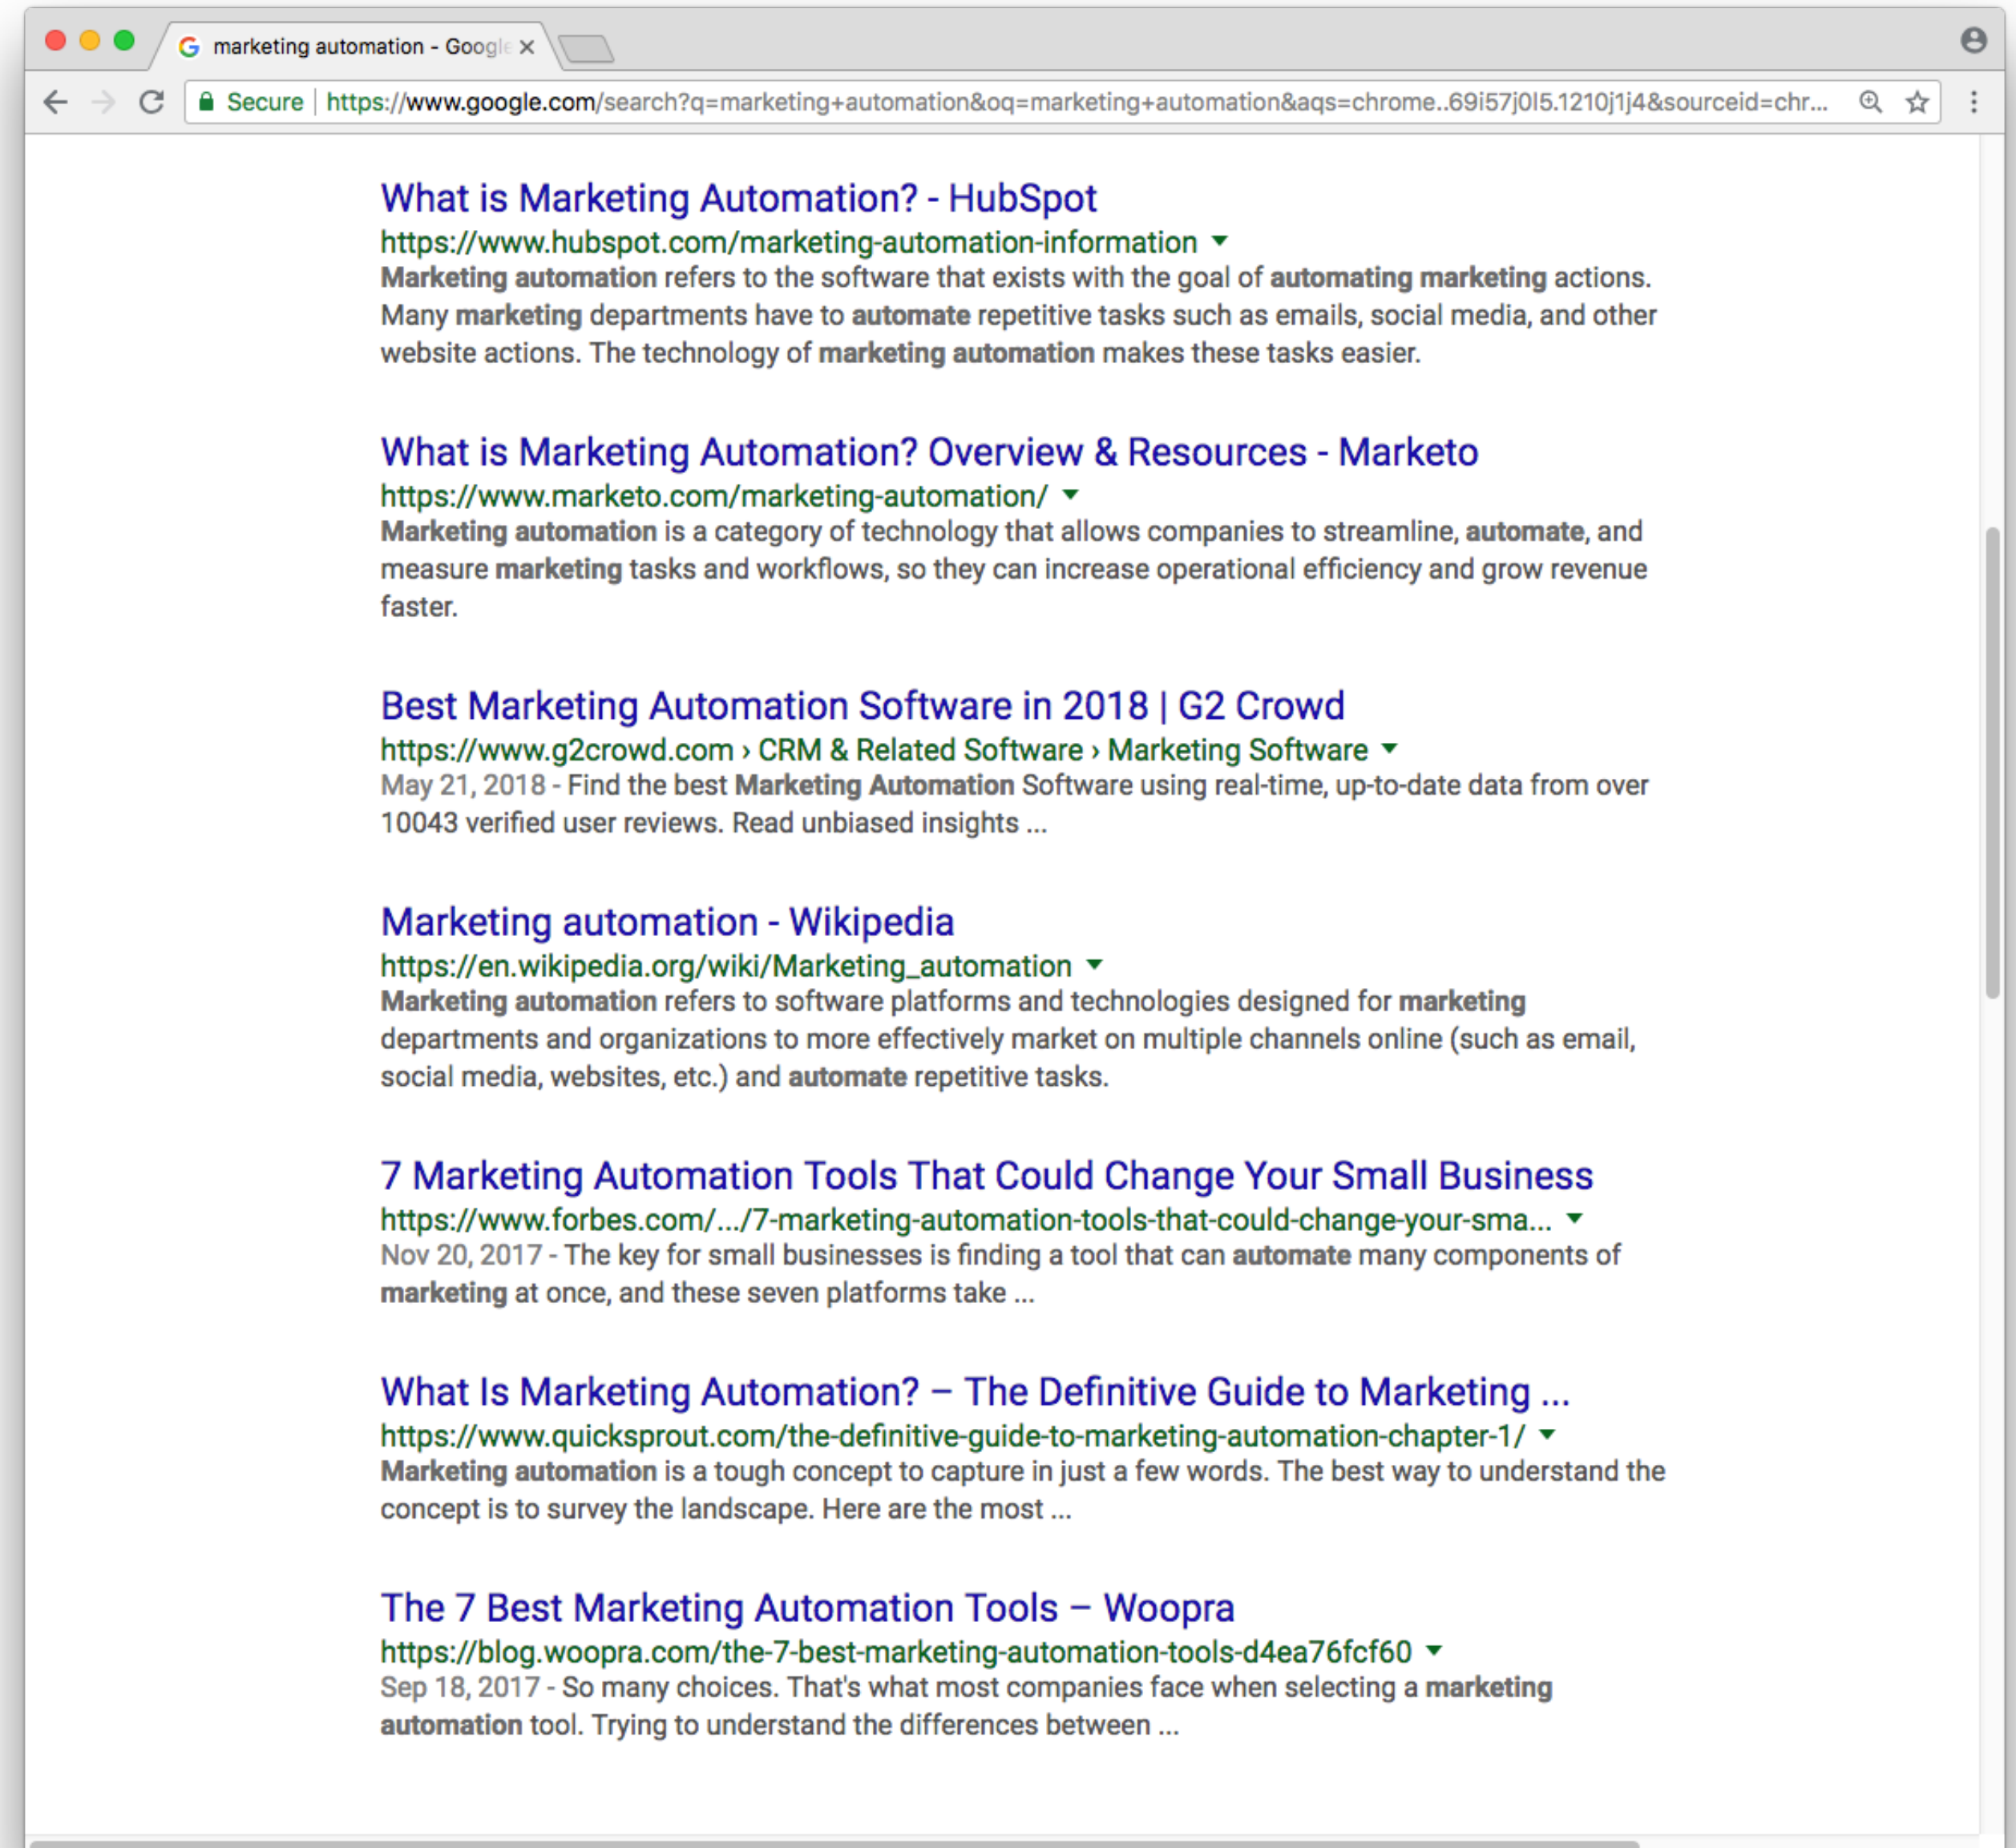 marketing automation - Google
Secure https://www.google.com/search?q=marketing+automation&oq=marketing+automation&aqs=chrome..69i57j0l5.1210j1j4&sourceid=chr...
What is Marketing Automation? - HubSpot
https://www.hubspot.com/marketing-automation-information
Marketing automation refers to the software that exists with the goal of automating marketing actions.
Many marketing departments have to automate repetitive tasks such as emails, social media, and other
website actions. The technology of marketing automation makes these tasks easier.
What is Marketing Automation? Overview & Resources - Marketo
https://www.marketo.com/marketing-automation/
Marketing automation is a category of technology that allows companies to streamline, automate, and
measure marketing tasks and workflows, so they can increase operational efficiency and grow revenue
faster.
Best Marketing Automation Software in 2018 | G2 Crowd
https://www.g2crowd.com › CRM & Related Software › Marketing Software
May 21, 2018 - Find the best Marketing Automation Software using real-time, up-to-date data from over
10043 verified user reviews. Read unbiased insights ...
Marketing automation - Wikipedia
https://en.wikipedia.org/wiki/Marketing_automation
Marketing automation refers to software platforms and technologies designed for marketing
departments and organizations to more effectively market on multiple channels online (such as email,
social media, websites, etc.) and automate repetitive tasks.
7 Marketing Automation Tools That Could Change Your Small Business
https://www.forbes.com/.../7-marketing-automation-tools-that-could-change-your-sma...
Nov 20, 2017 - The key for small businesses is finding a tool that can automate many components of
marketing at once, and these seven platforms take ...
What Is Marketing Automation? – The Definitive Guide to Marketing ...
https://www.quicksprout.com/the-definitive-guide-to-marketing-automation-chapter-1/
Marketing automation is a tough concept to capture in just a few words. The best way to understand the
concept is to survey the landscape. Here are the most ...
The 7 Best Marketing Automation Tools – Woopra
https://blog.woopra.com/the-7-best-marketing-automation-tools-d4ea76fcf60
Sep 18, 2017 - So many choices. That's what most companies face when selecting a marketing
automation tool. Trying to understand the differences between ...